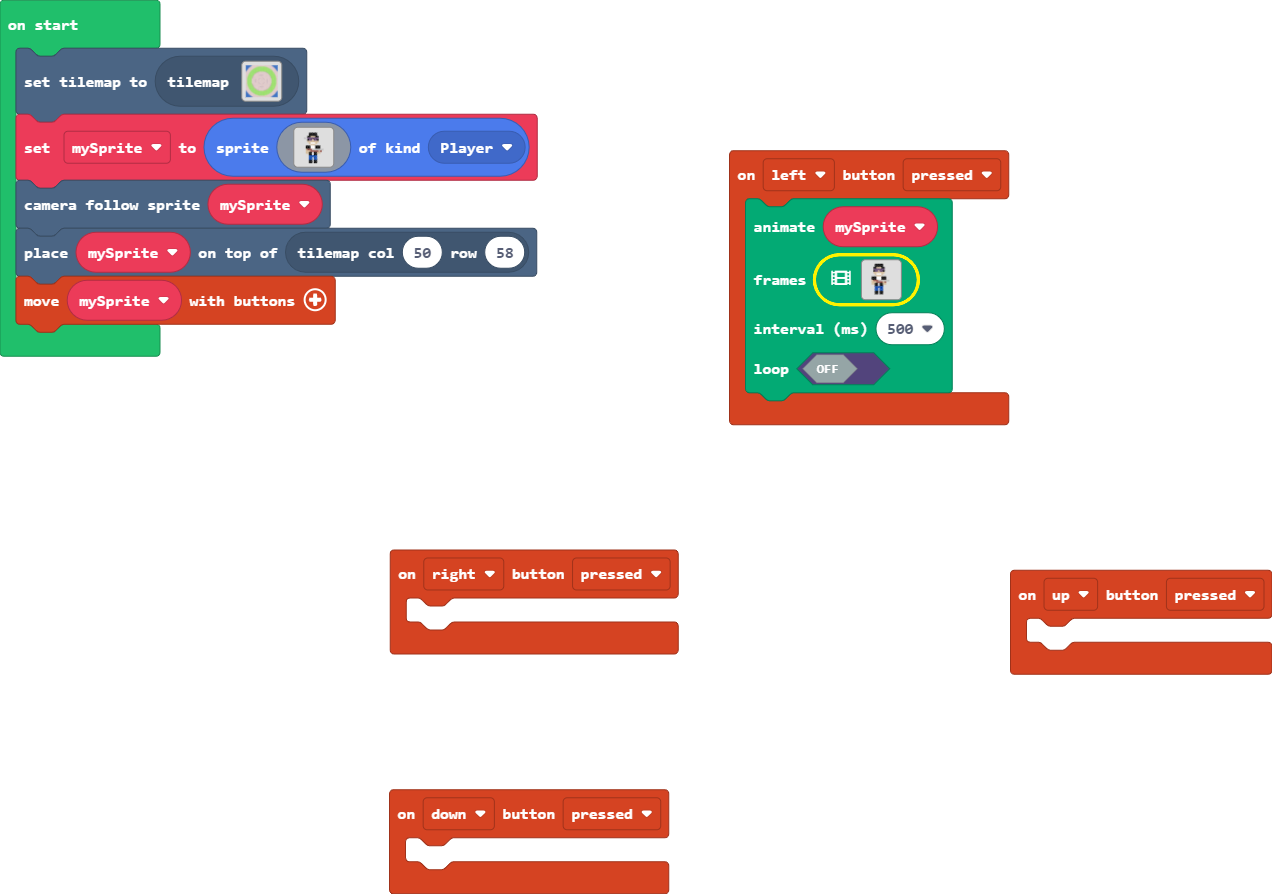 on start
set tilemap to tilemap
set mySprite to sprite of kind Player
camera follow sprite mySprite
place mySprite on top of tilemap col 50 row 58
move mySprite with buttons
on left button pressed
animate mySprite
frames
interval (ms) 500
loop OFF
on right button pressed
on up button pressed
on down button pressed